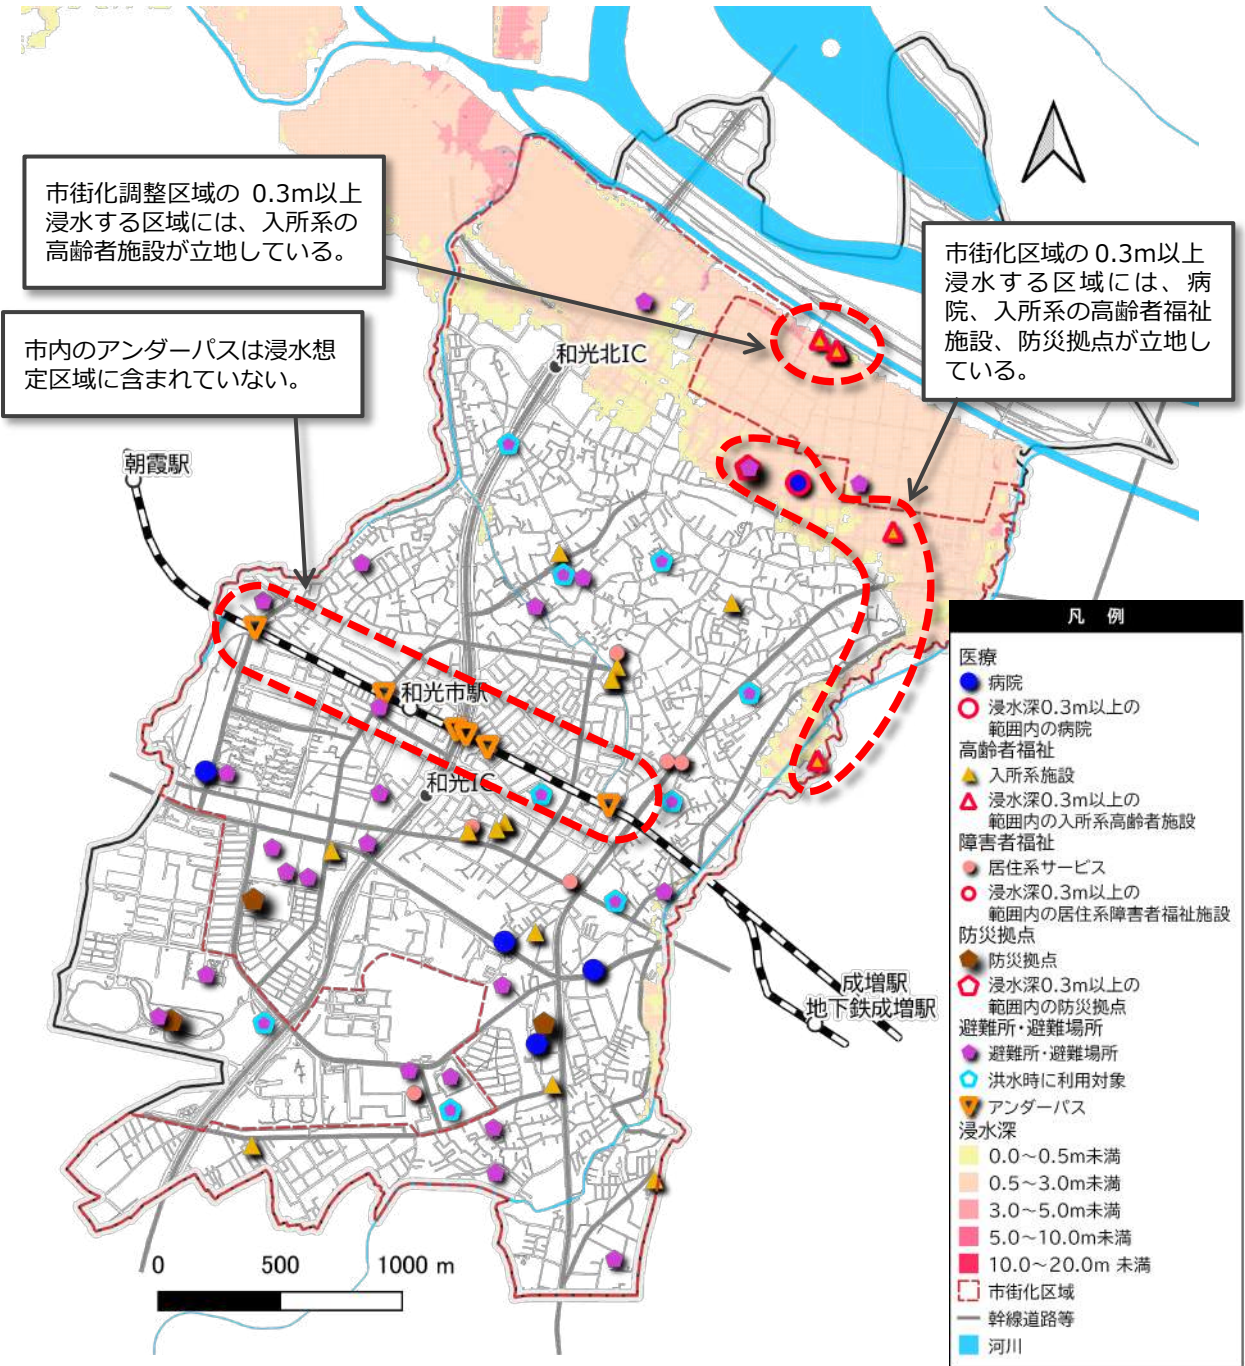 市街化調整区域の 0.3m以上
浸水する区域には、入所系の
高齢者施設が立地している。
市街化区域の0.3m以上
浸水する区域には、病
院、入所系の高齢者福祉
施設、防災拠点が立地し
ている。
市内のアンダーパスは浸水想
定区域に含まれていない。
和光北IC
朝霞駅
和光市駅
和光IC
成増駅
地下鉄成増駅
0 500 1000 m
凡 例
医療
病院
浸水深0.3m以上の
範囲内の病院
高齢者福祉
入所系施設
浸水深0.3m以上の
範囲内の入所系高齢者施設
障害者福祉
居住系サービス
浸水深0.3m以上の
範囲内の居住系障害者福祉施設
防災拠点
防災拠点
浸水深0.3m以上の
範囲内の防災拠点
避難所・避難場所
避難所・避難場所
洪水時に利用対象
アンダーパス
浸水深
0.0～0.5m未満
0.5～3.0m未満
3.0～5.0m未満
5.0～10.0m未満
10.0～20.0m 未満
市街化区域
幹線道路等
河川